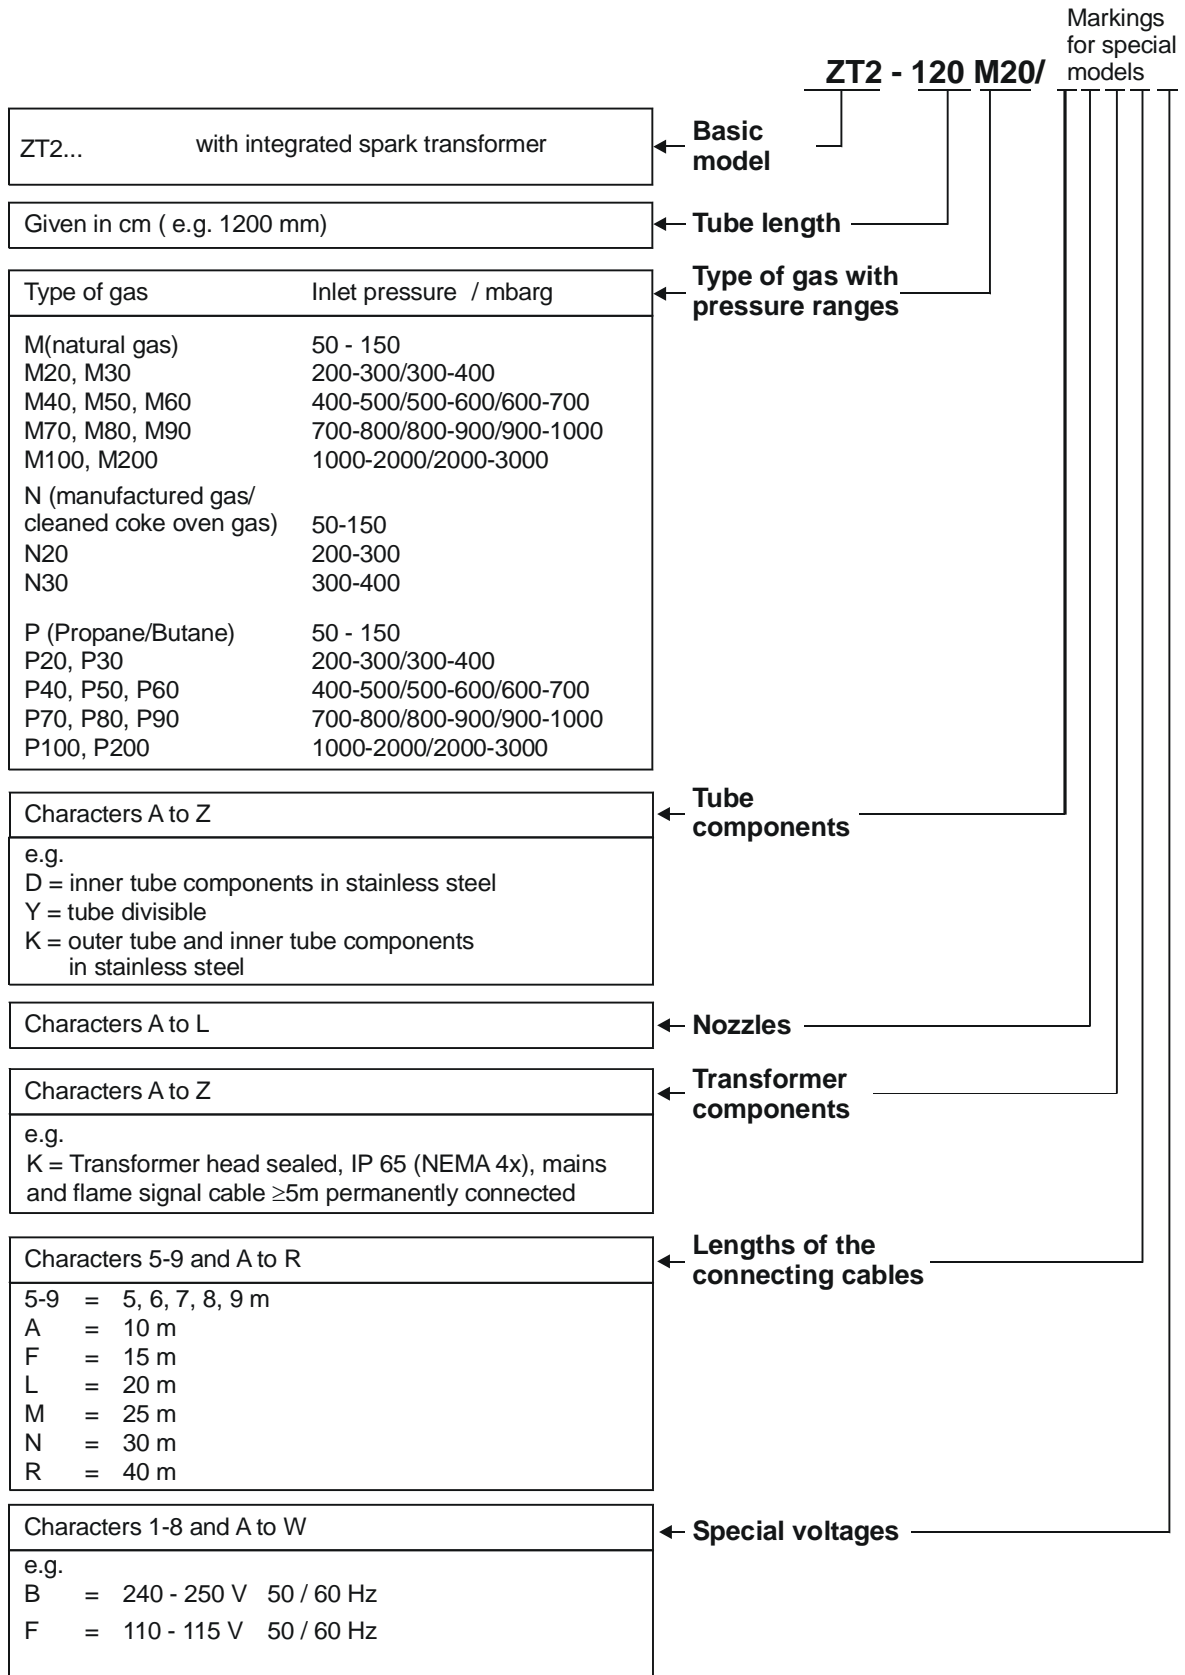 Markings
for special
models
ZT2 - 120 M20/
ZT2... with integrated spark transformer
Basic
model
Given in cm ( e.g. 1200 mm)
Tube length
Type of gas with
pressure ranges
Type of gas Inlet pressure / mbarg
M(natural gas) 50 - 150
M20, M30 200-300/300-400
M40, M50, M60 400-500/500-600/600-700
M70, M80, M90 700-800/800-900/900-1000
M100, M200 1000-2000/2000-3000
N (manufactured gas/
cleaned coke oven gas) 50-150
N20 200-300
N30 300-400
P (Propane/Butane) 50 - 150
P20, P30 200-300/300-400
P40, P50, P60 400-500/500-600/600-700
P70, P80, P90 700-800/800-900/900-1000
P100, P200 1000-2000/2000-3000
Characters A to Z
Tube
components
e.g.
D = inner tube components in stainless steel
Y = tube divisible
K = outer tube and inner tube components
in stainless steel
Characters A to L
Nozzles
Characters A to Z
Transformer
components
e.g.
K = Transformer head sealed, IP 65 (NEMA 4x), mains
and flame signal cable ≥5m permanently connected
Characters 5-9 and A to R
Lengths of the
connecting cables
5-9 = 5, 6, 7, 8, 9 m
A = 10 m
F = 15 m
L = 20 m
M = 25 m
N = 30 m
R = 40 m
Characters 1-8 and A to W
Special voltages
e.g.
B = 240 - 250 V 50 / 60 Hz
F = 110 - 115 V 50 / 60 Hz